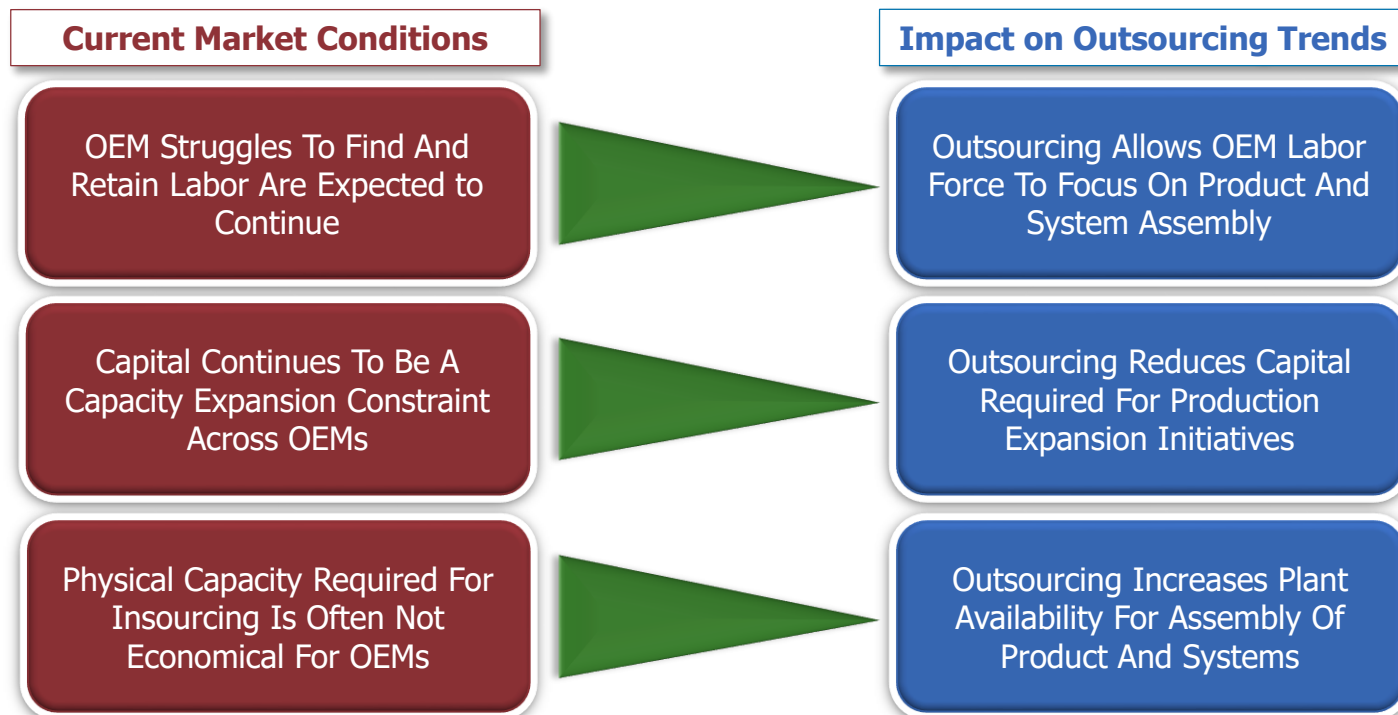 Current Market Conditions
Impact on Outsourcing Trends
OEM Struggles To Find And
Retain Labor Are Expected to
Continue
Outsourcing Allows OEM Labor
Force To Focus On Product And
System Assembly
Capital Continues To Be A
Capacity Expansion Constraint
Across OEMs
Outsourcing Reduces Capital
Required For Production
Expansion Initiatives
Physical Capacity Required For
Insourcing Is Often Not
Economical For OEMs
Outsourcing Increases Plant
Availability For Assembly Of
Product And Systems